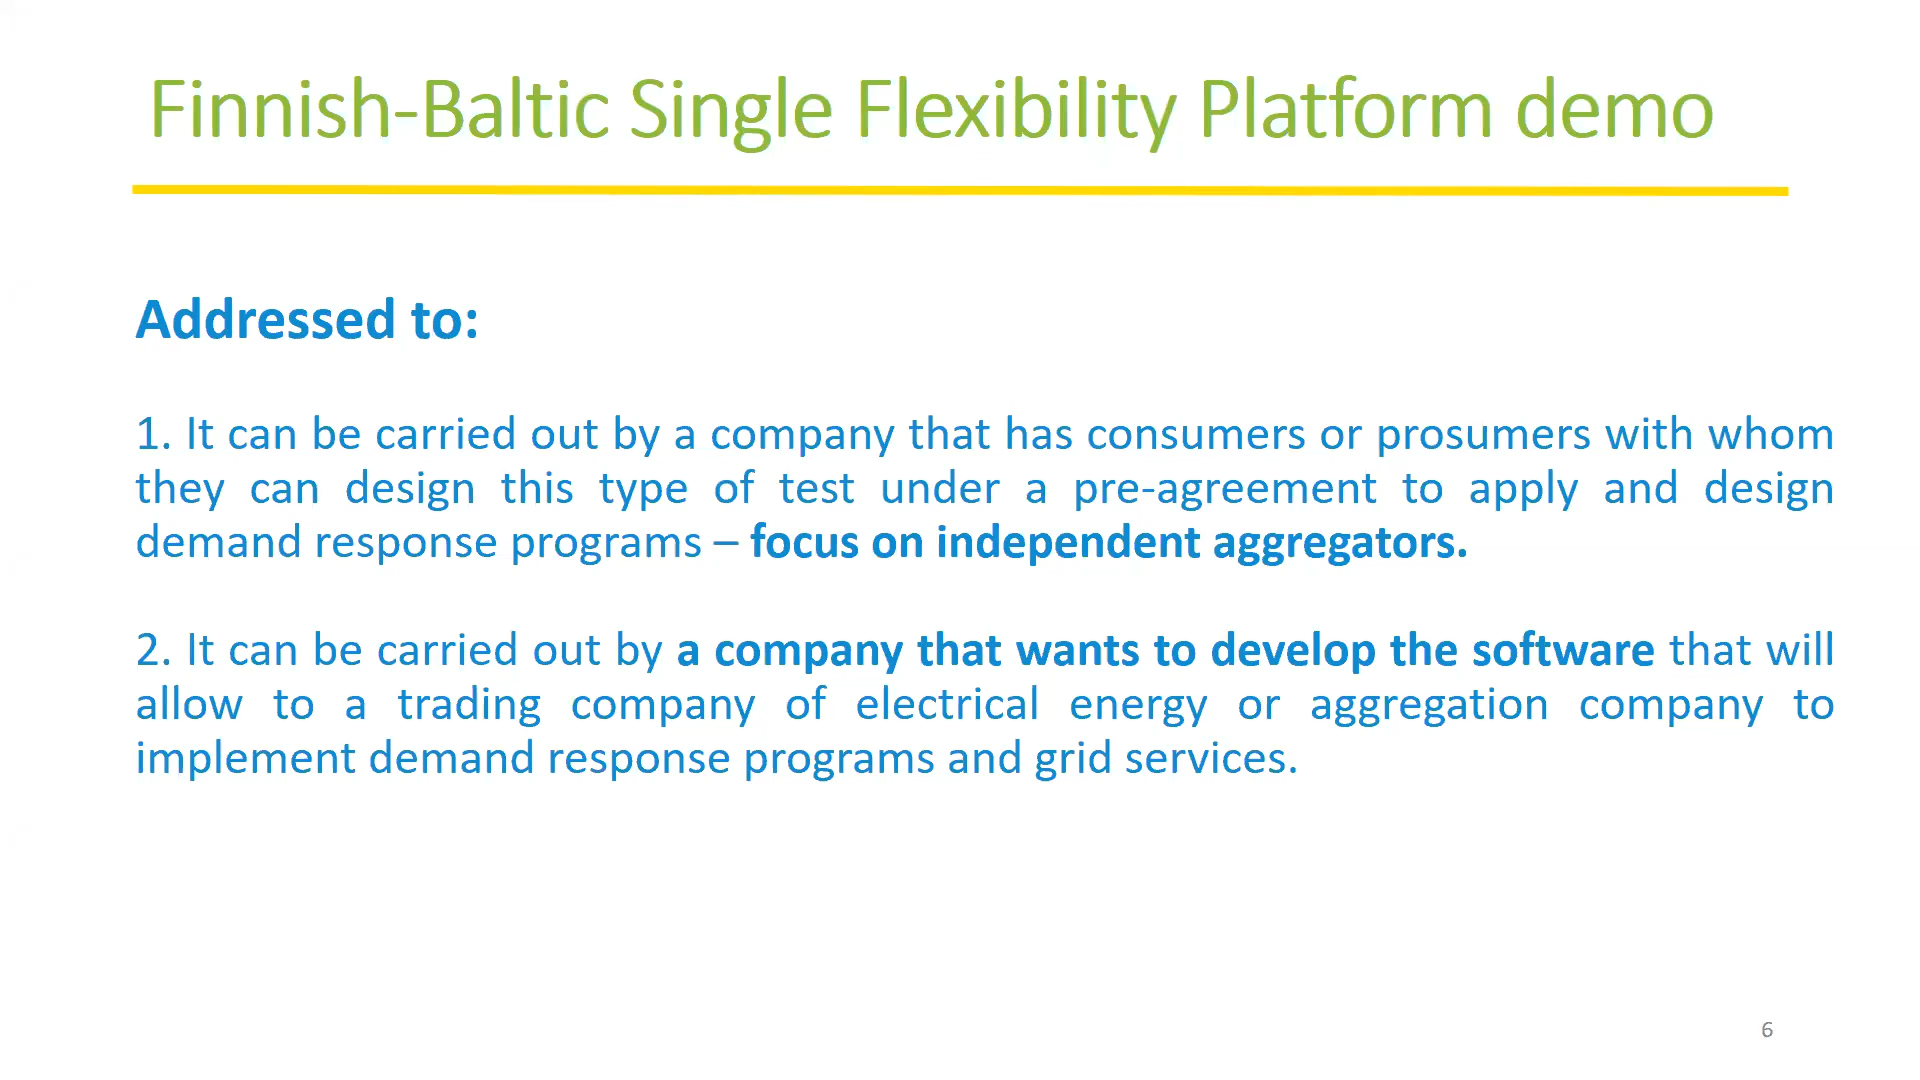 Finnish-Baltic Single Flexibility Platform demo
Addressed to:
1. It can be carried out by a company that has consumers or prosumers with whom
they can design this type of test under a pre-agreement to apply and design
demand response programs – focus on independent aggregators.
2. It can be carried out by a company that wants to develop the software that will
allow to a trading company of electrical energy or aggregation company to
implement demand response programs and grid services.
6